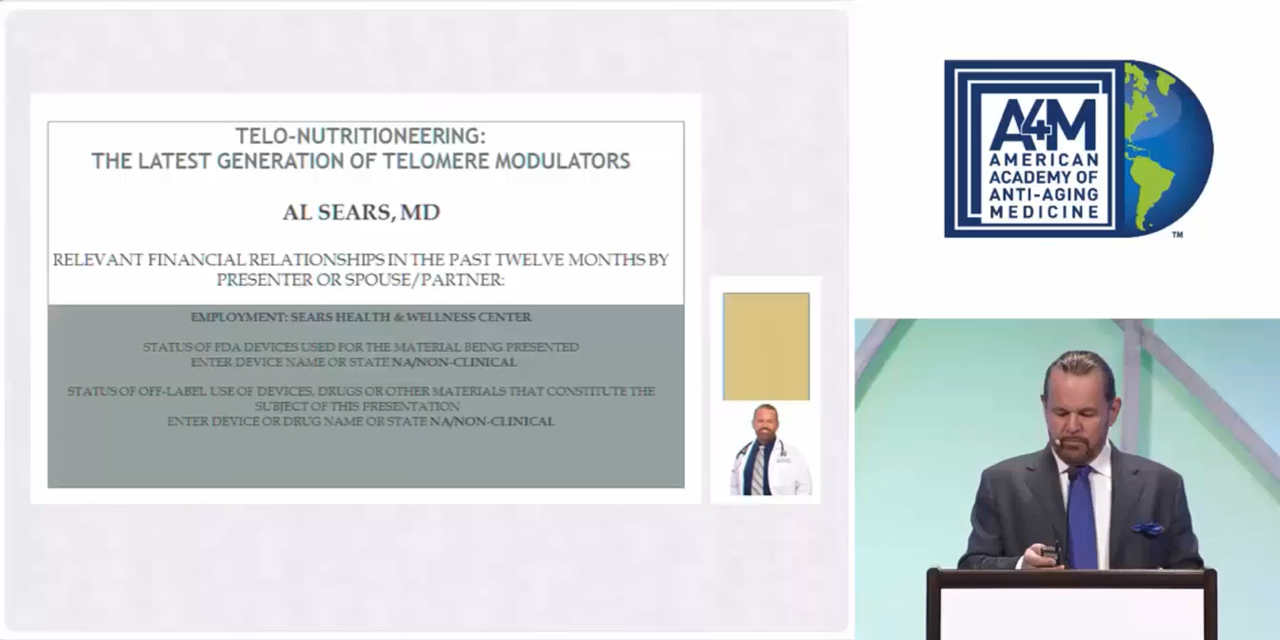 TELO-NUTRITIONEERING:
THE LATEST GENERATION OF TELOMERE MODULATORS
AL SEARS, MD
RELEVANT FINANCIAL RELATIONSHIPS IN THE PAST TWELVE MONTHS BY
PRESENTER OR SPOUSE/PARTNER:
EMPLOYMENT: SEARS HEALTH & WELLNESS CENTER
STATUS OF FDA DEVICES USED FOR THE MATERIAL BEING PRESENTED
ENTER DEVICE NAME OR STATE NA/NON-CLINICAL
STATUS OF OFF-LABEL USE OF DEVICES, DRUGS OR OTHER MATERIALS THAT CONSTITUTE THE
SUBJECT OF THIS PRESENTATION
ENTER DEVICE OR DRUG NAME OR STATE NA/NON-CLINICAL
A4M
AMERICAN
ACADEMY OF
ANTI-AGING
MEDICINE
TM